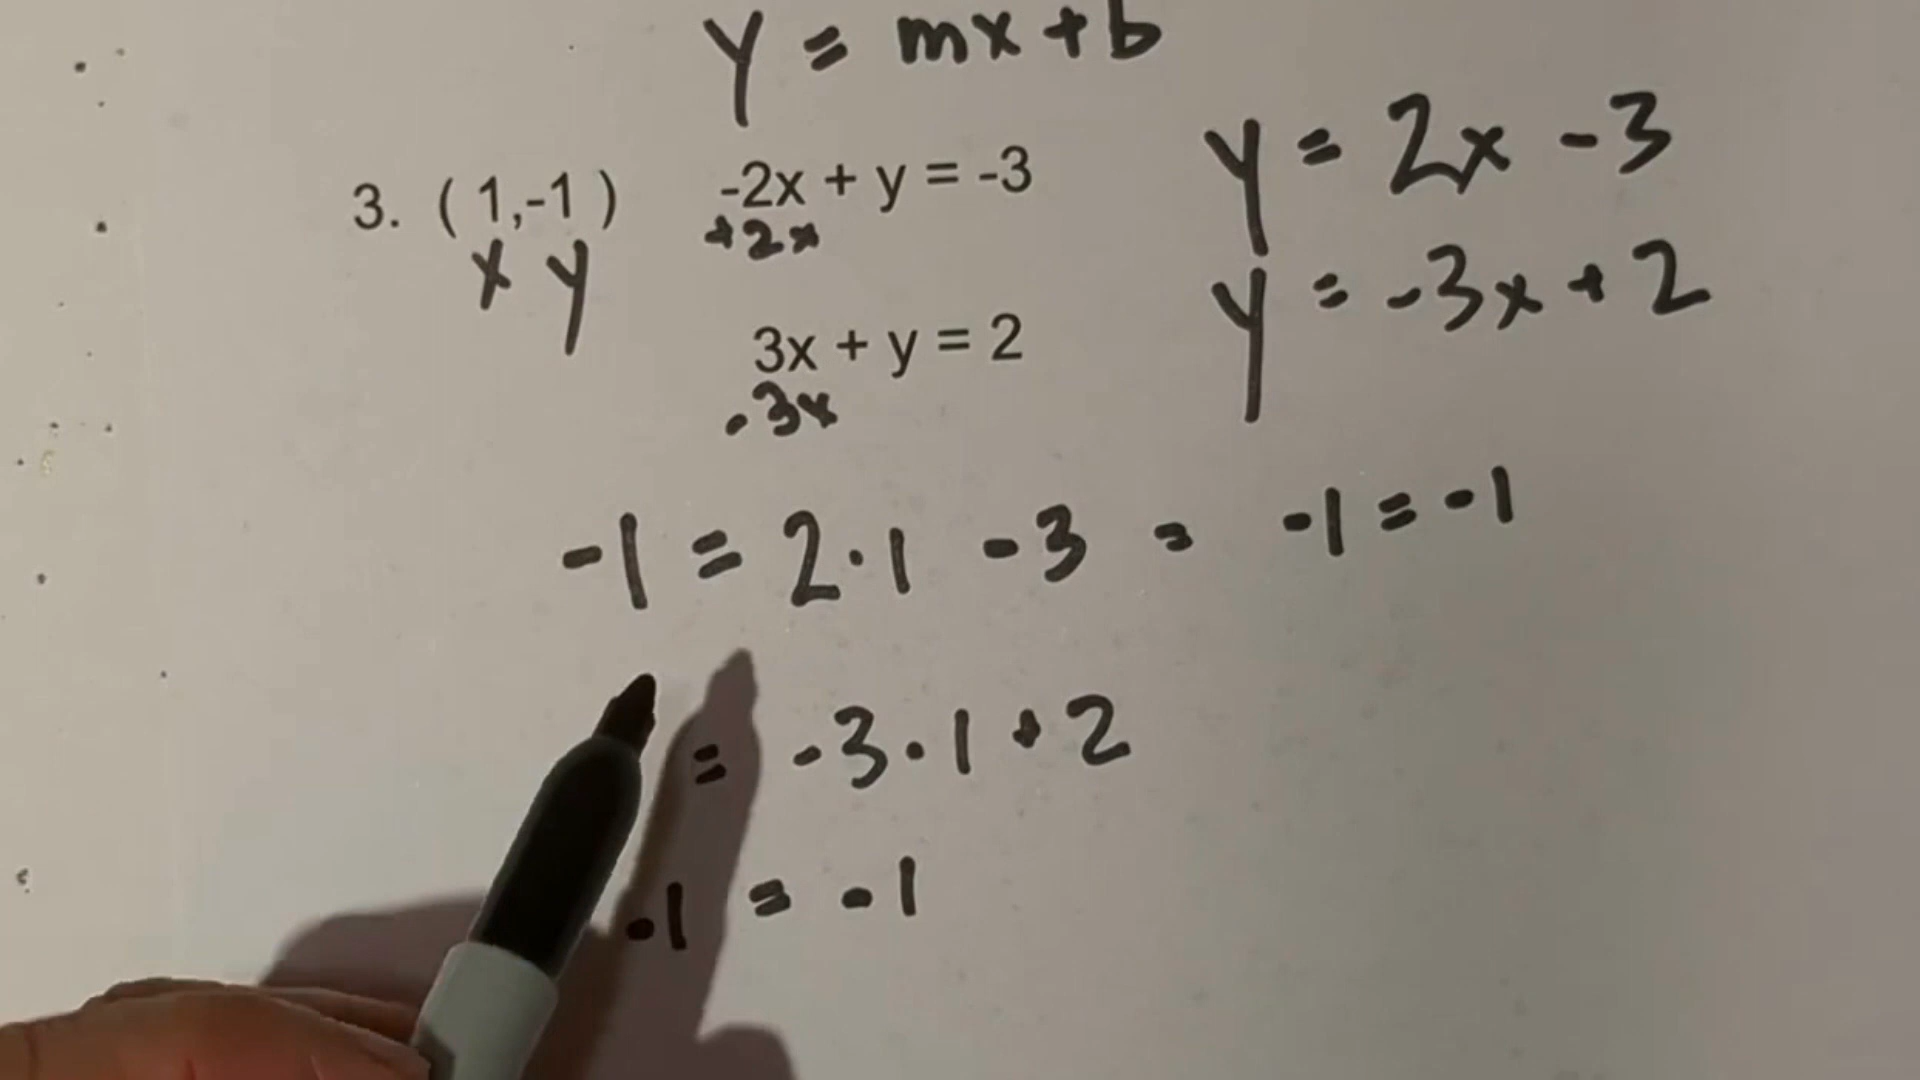 y = mx + b
3. ( 1,-1 )
x y
-2x + y = -3
+2x
3x + y = 2
-3x
y = 2x - 3
y = -3x + 2
-1 = 2·1 - 3 = -1 = -1
= -3·1 + 2
-1 = -1